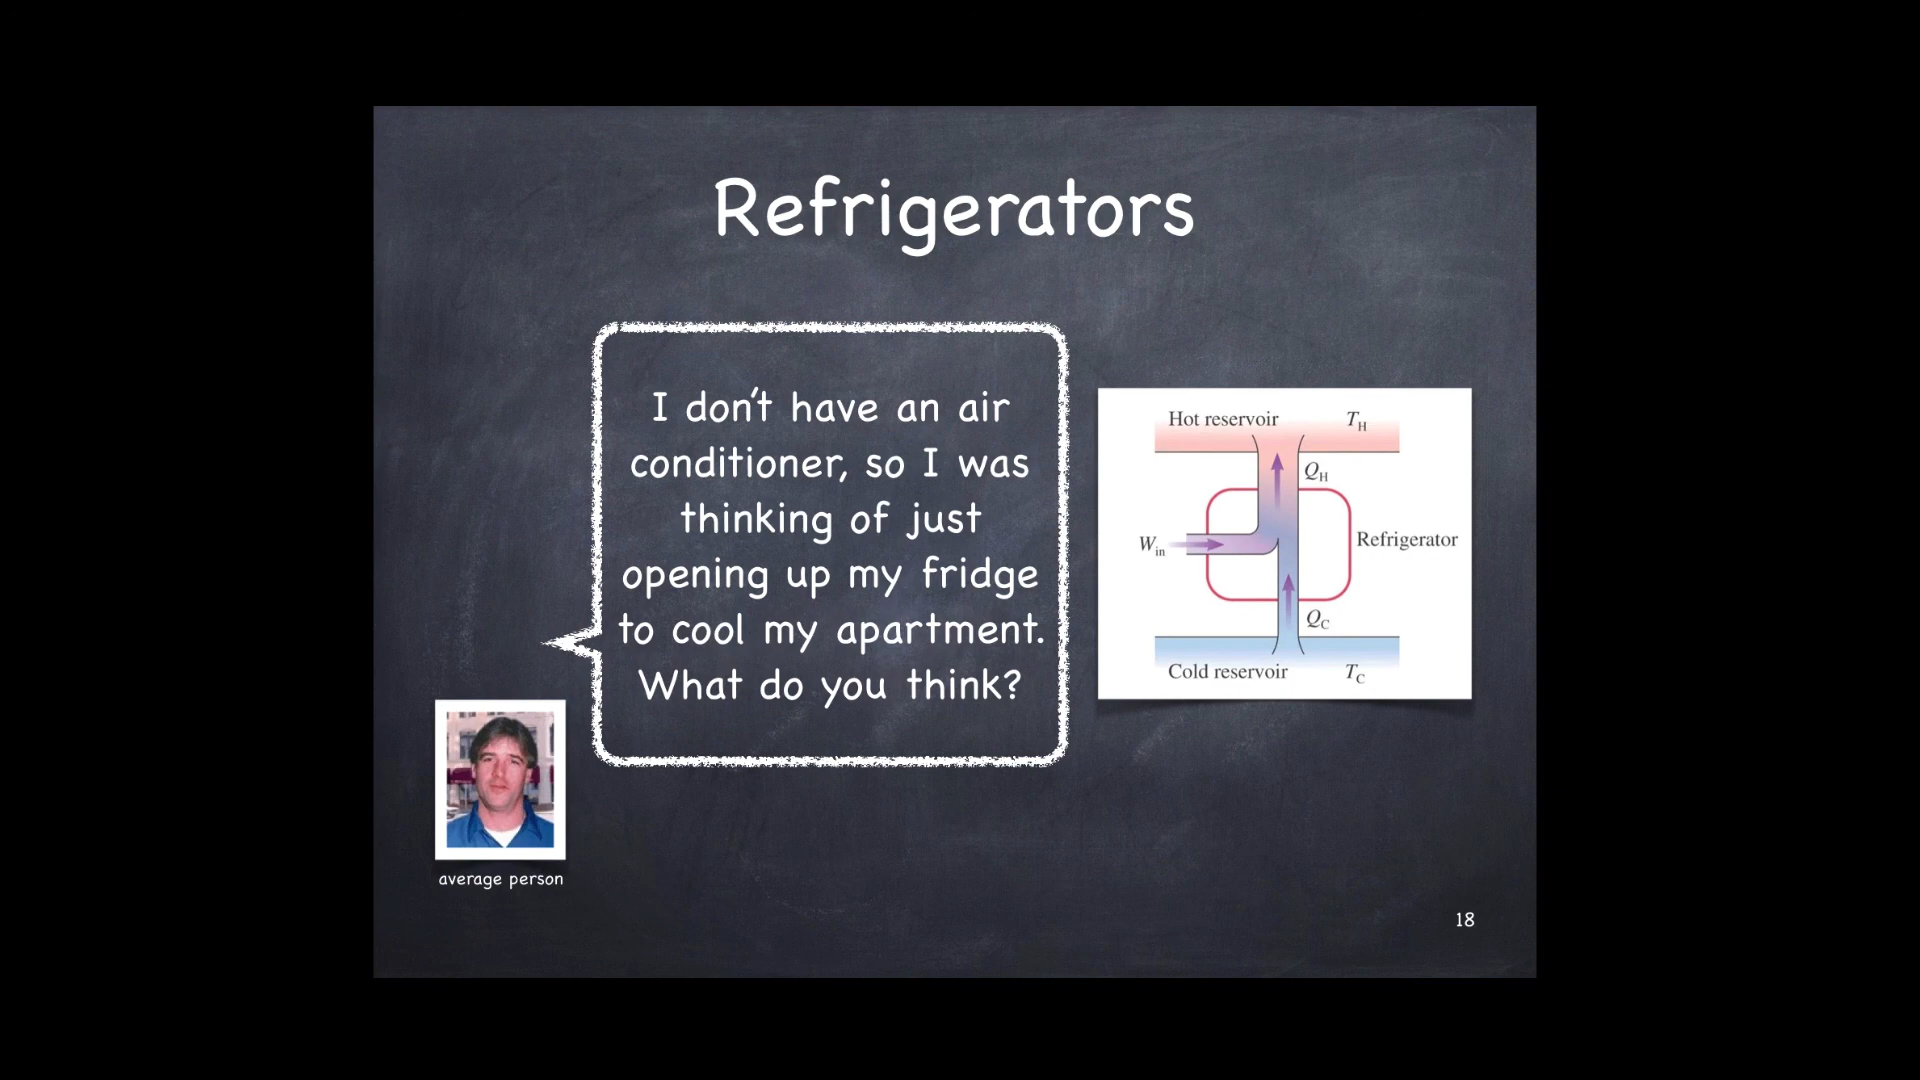 Refrigerators
I don't have an air
conditioner, so I was
thinking of just
opening up my fridge
to cool my apartment.
What do you think?
average person
Hot reservoir T_H
Q_H
W_in
Refrigerator
Q_C
Cold reservoir T_C
18